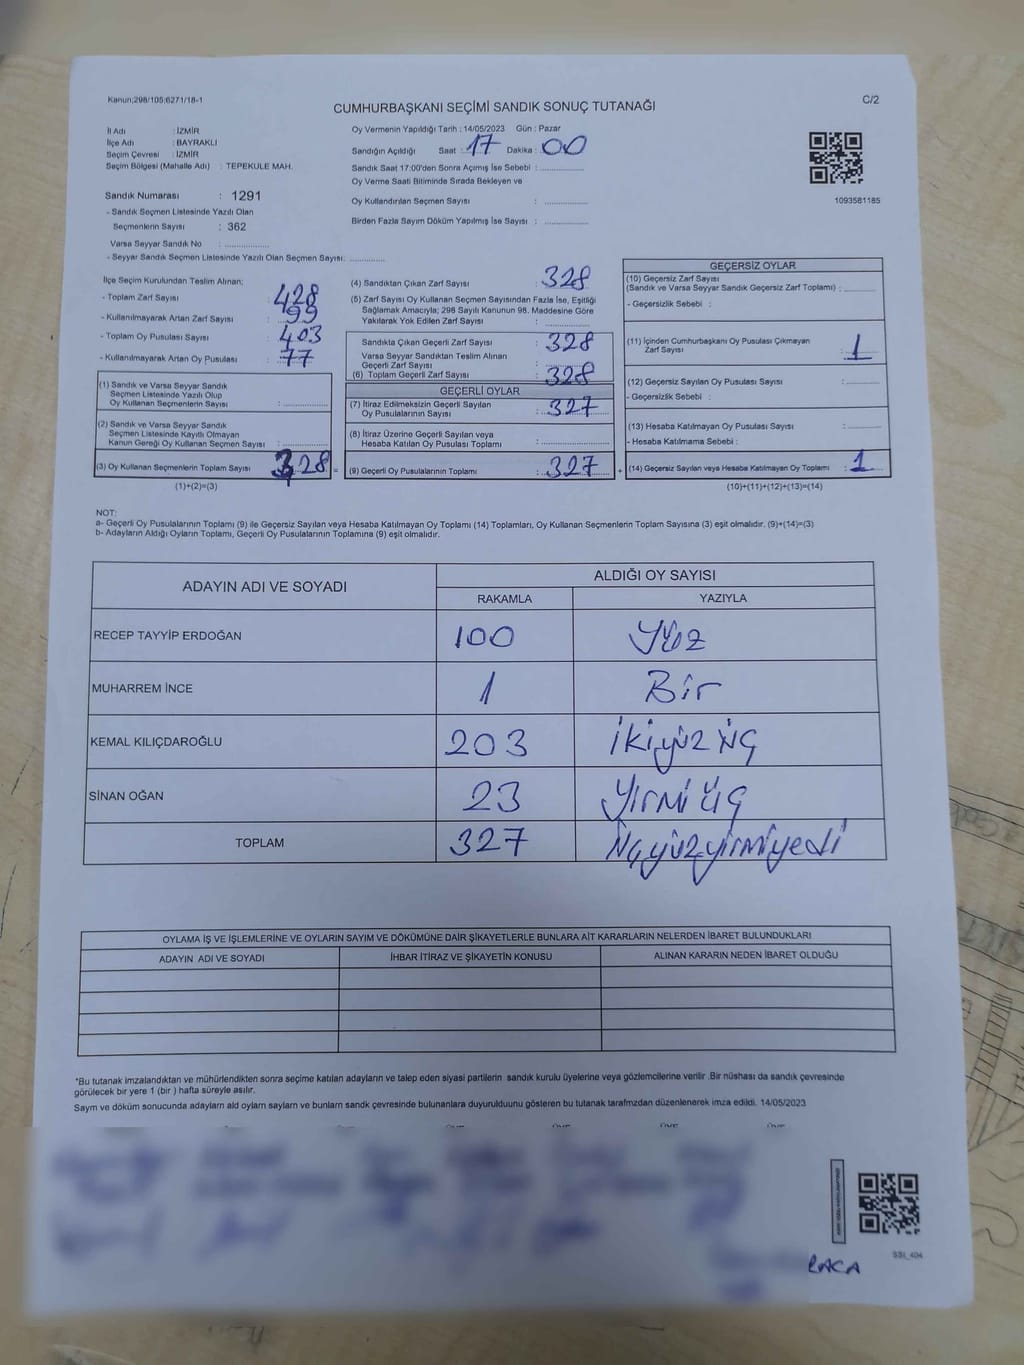 Kanun;298/105;6271/18-1
CUMHURBAŞKANI SEÇİMİ SANDIK SONUÇ TUTANAĞI
C/2
İl Adı : İZMİR
İlçe Adı : BAYRAKLI
Seçim Çevresi : İZMİR
Seçim Bölgesi (Mahalle Adı) : TEPEKULE MAH.
Oy Vermenin Yapıldığı Tarih : 14/05/2023 Gün : Pazar
Sandığın Açıldığı Saat : 17 Dakika : 00
Sandık Saat 17:00'den Sonra Açımış İse Sebebi :
Oy Verme Saati Bitiminde Sırada Bekleyen ve
Oy Kullandırılan Seçmen Sayısı :
Birden Fazla Sayım Döküm Yapılmış İse Sayısı :
1093581185
Sandık Numarası : 1291
- Sandık Seçmen Listesinde Yazılı Olan
Seçmenlerin Sayısı : 362
Varsa Seyyar Sandık No :
- Seyyar Sandık Seçmen Listesinde Yazılı Olan Seçmen Sayısı:
İlçe Seçim Kurulundan Teslim Alınan;
- Toplam Zarf Sayısı : 428
- Kullanılmayarak Artan Zarf Sayısı : 99
- Toplam Oy Pusulası Sayısı : 403
- Kullanılmayarak Artan Oy Pusulası : 77
(1) Sandık ve Varsa Seyyar Sandık
Seçmen Listesinde Yazılı Olup
Oy Kullanan Seçmenlerin Sayısı :
(2) Sandık ve Varsa Seyyar Sandık
Seçmen Listesinde Kayıtlı Olmayan
Kanun Gereği Oy Kullanan Seçmen Sayısı :
(3) Oy Kullanan Seçmenlerin Toplam Sayısı : 328 =
(1)+(2)=(3)
(4) Sandıktan Çıkan Zarf Sayısı : 328
(5) Zarf Sayısı Oy Kullanan Seçmen Sayısından Fazla İse, Eşitliği
Sağlamak Amacıyla; 298 Sayılı Kanunun 98. Maddesine Göre
Yakılarak Yok Edilen Zarf Sayısı :
Sandıkta Çıkan Geçerli Zarf Sayısı : 328
Varsa Seyyar Sandıktan Teslim Alınan
Geçerli Zarf Sayısı :
(6) Toplam Geçerli Zarf Sayısı : 328
GEÇERLİ OYLAR
(7) İtiraz Edilmeksizin Geçerli Sayılan
Oy Pusulalarının Sayısı : 327
(8) İtiraz Üzerine Geçerli Sayılan veya
Hesaba Katılan Oy Pusulası Toplamı :
(9) Geçerli Oy Pusulalarının Toplamı : 327 +
GEÇERSİZ OYLAR
(10) Geçersiz Zarf Sayısı
(Sandık ve Varsa Seyyar Sandık Geçersiz Zarf Toplamı) :
- Geçersizlik Sebebi :
(11) İçinden Cumhurbaşkanı Oy Pusulası Çıkmayan
Zarf Sayısı : 1
(12) Geçersiz Sayılan Oy Pusulası Sayısı :
- Geçersizlik Sebebi :
(13) Hesaba Katılmayan Oy Pusulası Sayısı :
- Hesaba Katılmama Sebebi :
(14) Geçersiz Sayılan veya Hesaba Katılmayan Oy Toplamı : 1
(10)+(11)+(12)+(13)=(14)
NOT:
a- Geçerli Oy Pusulalarının Toplamı (9) ile Geçersiz Sayılan veya Hesaba Katılmayan Oy Toplamı (14) Toplamları, Oy Kullanan Seçmenlerin Toplam Sayısına (3) eşit olmalıdır. (9)+(14)=(3)
b- Adayların Aldığı Oyların Toplamı, Geçerli Oy Pusulalarının Toplamına (9) eşit olmalıdır.
ADAYIN ADI VE SOYADI ALDIĞI OY SAYISI
RAKAMLA YAZIYLA
RECEP TAYYİP ERDOĞAN 100 Yüz
MUHARREM İNCE 1 Bir
KEMAL KILIÇDAROĞLU 203 İkiyüz üç
SİNAN OĞAN 23 Yirmi üç
TOPLAM 327 Üçyüzyirmiyedi
OYLAMA İŞ VE İŞLEMLERİNE VE OYLARIN SAYIM VE DÖKÜMÜNE DAİR ŞİKAYETLERLE BUNLARA AİT KARARLARIN NELERDEN İBARET BULUNDUKLARI
ADAYIN ADI VE SOYADI İHBAR İTİRAZ VE ŞİKAYETİN KONUSU ALINAN KARARIN NEDEN İBARET OLDUĞU
*Bu tutanak imzalandıktan ve mühürlendikten sonra seçime katılan adayların ve talep eden siyasi partilerin sandık kurulu üyelerine veya gözlemcilerine verilir .Bir nüshası da sandık çevresinde
görülecek bir yere 1 (bir ) hafta süreyle asılır.
Sayım ve döküm sonucunda adayların ald oyların sayların ve bunların sandk çevresinde bulunanlara duyurulduunu gösteren bu tutanak tarafmzdan düzenlenerek imza edildi. 14/05/2023
SSI_404
RACA